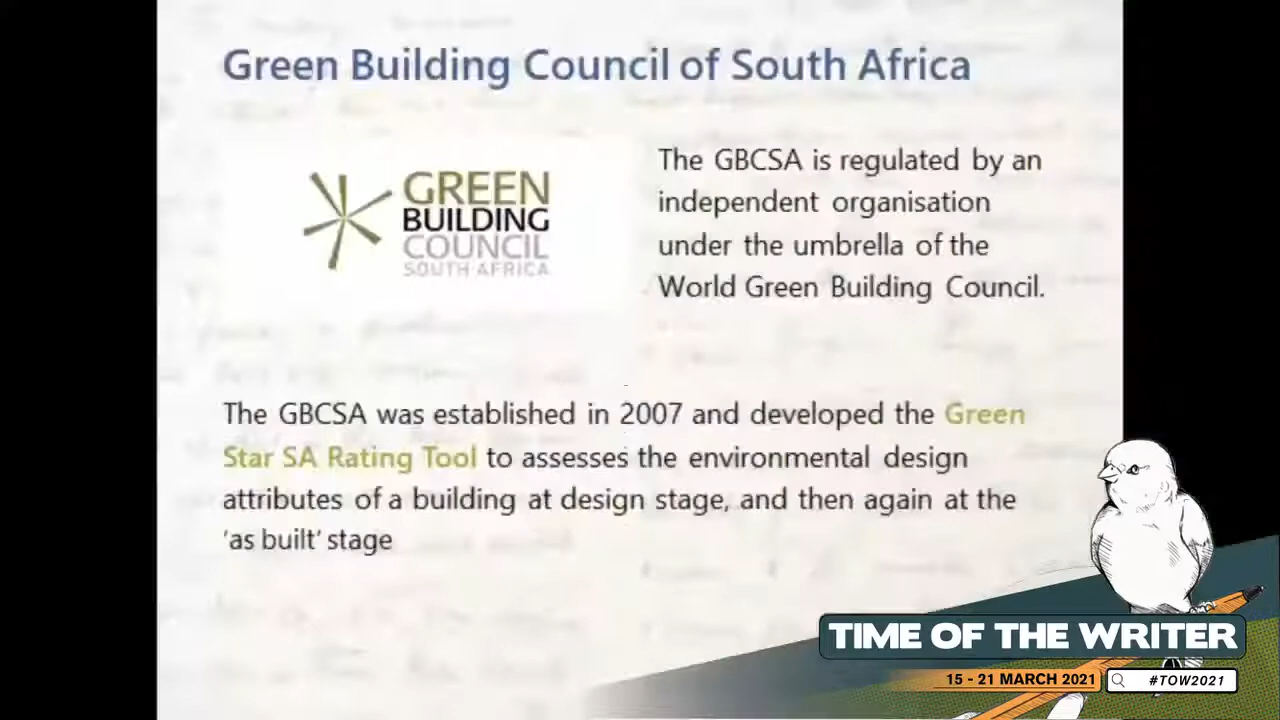 Green Building Council of South Africa
GREEN
BUILDING
COUNCIL
SOUTH AFRICA
The GBCSA is regulated by an
independent organisation
under the umbrella of the
World Green Building Council.
The GBCSA was established in 2007 and developed the Green
Star SA Rating Tool to assesses the environmental design
attributes of a building at design stage, and then again at the
'as built' stage
TIME OF THE WRITER
15 - 21 MARCH 2021
#TOW2021